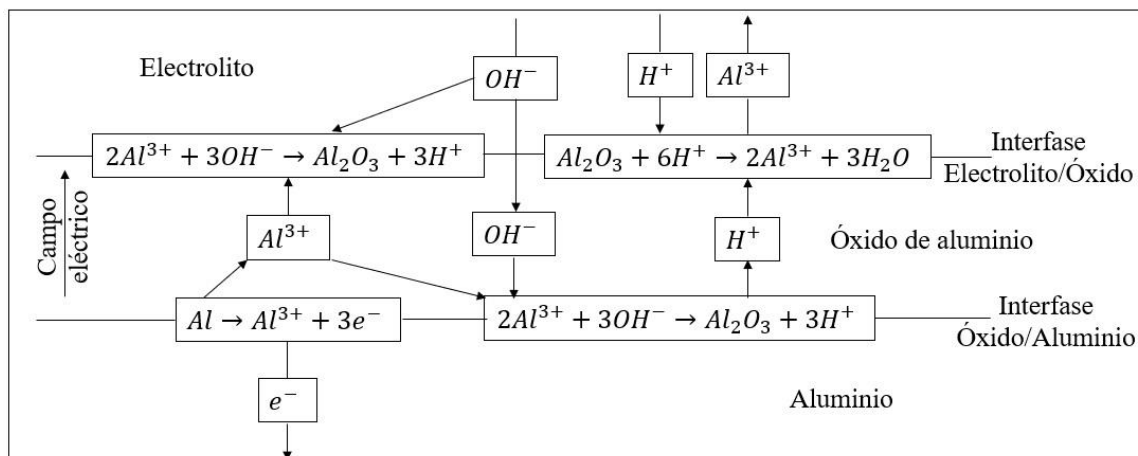 Electrolito
OH⁻
H⁺
Al³⁺
2Al³⁺ + 3OH⁻ → Al₂O₃ + 3H⁺
Al₂O₃ + 6H⁺ → 2Al³⁺ + 3H₂O
Interfase
Electrolito/Óxido
Campo
eléctrico
Al³⁺
OH⁻
H⁺
Óxido de aluminio
Al → Al³⁺ + 3e⁻
2Al³⁺ + 3OH⁻ → Al₂O₃ + 3H⁺
Interfase
Óxido/Aluminio
e⁻
Aluminio